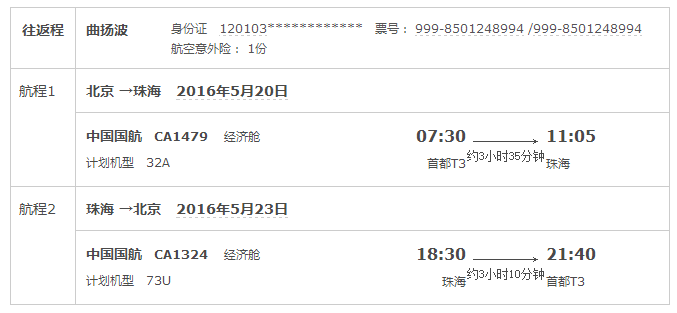 往返程 曲扬波 身份证 120103************ 票号： 999-8501248994 /999-8501248994
航空意外险： 1份
航程1 北京 →珠海 2016年5月20日
中国国航 CA1479 经济舱 07:30 11:05
计划机型 32A 首都T3 约3小时35分钟 珠海
航程2 珠海 →北京 2016年5月23日
中国国航 CA1324 经济舱 18:30 21:40
计划机型 73U 珠海 约3小时10分钟 首都T3